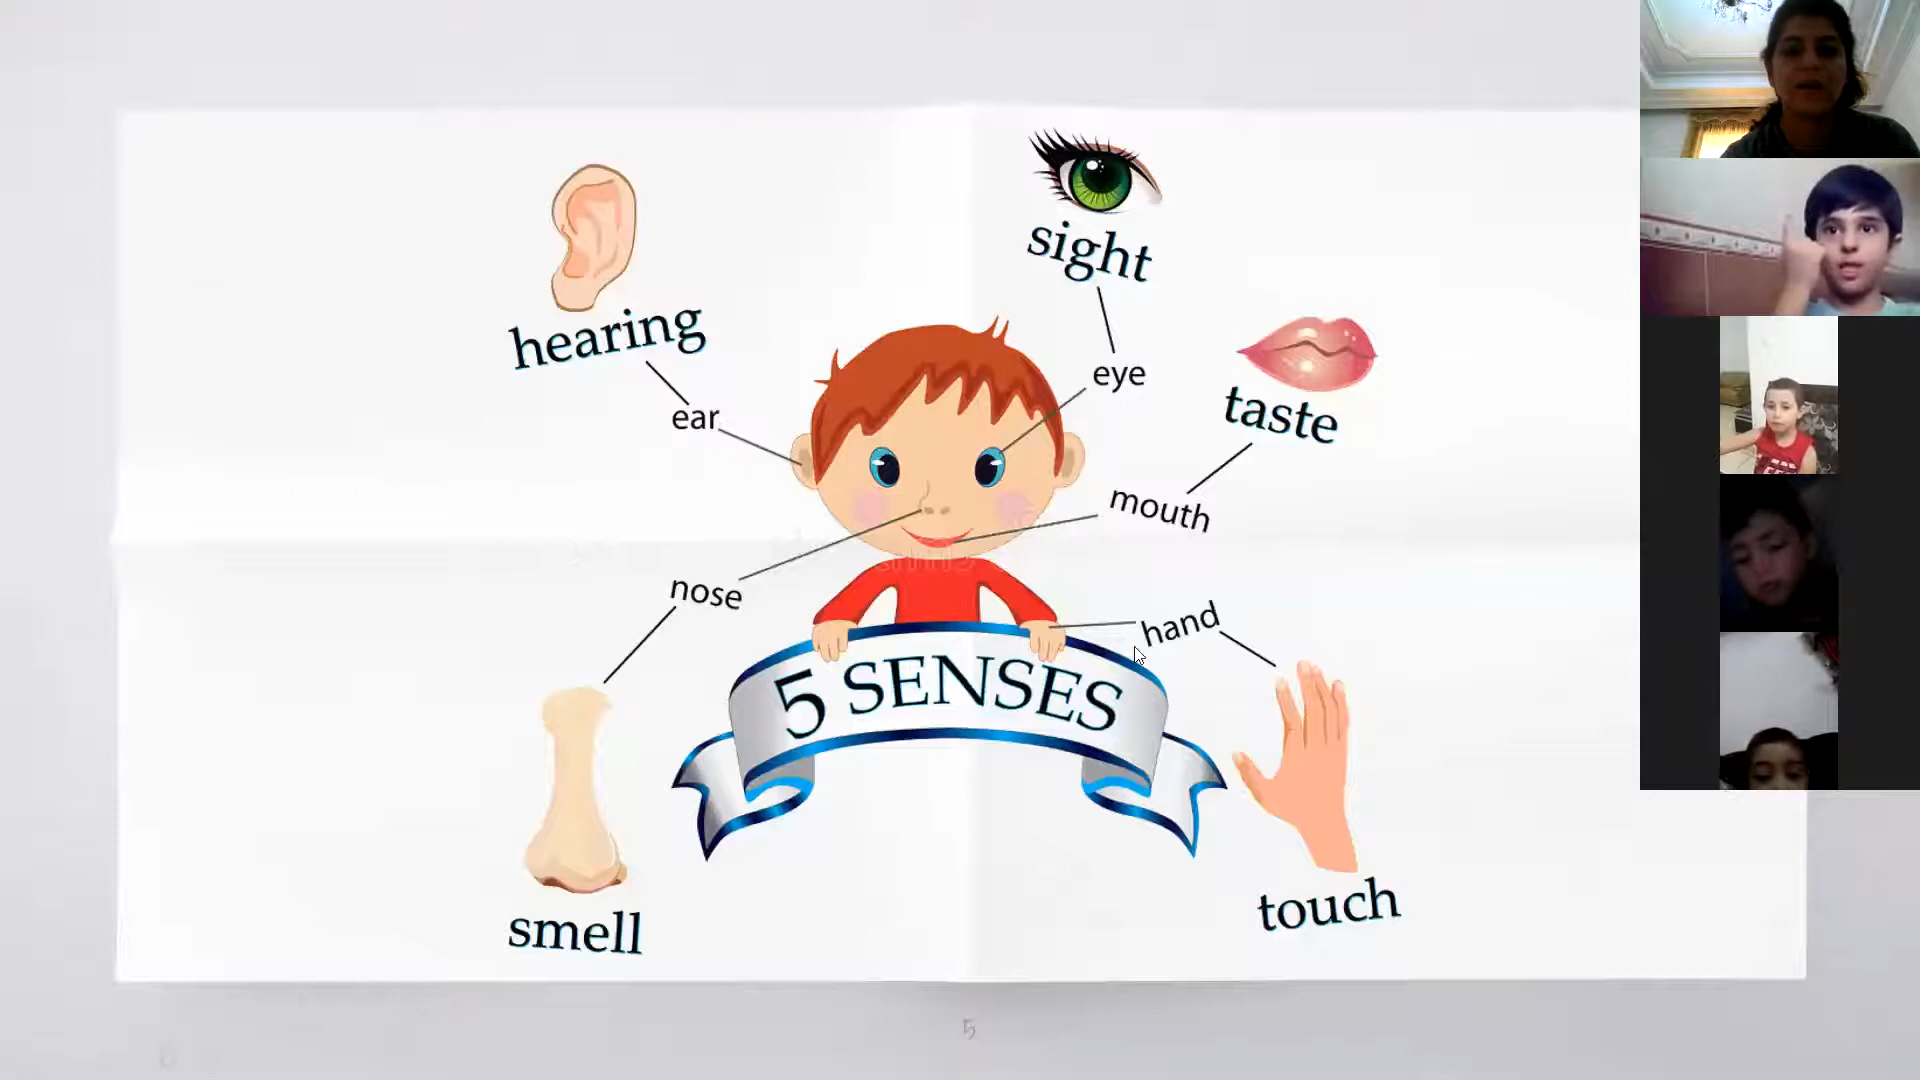 hearing
ear
sight
eye
taste
mouth
nose
smell
hand
touch
5 SENSES
5